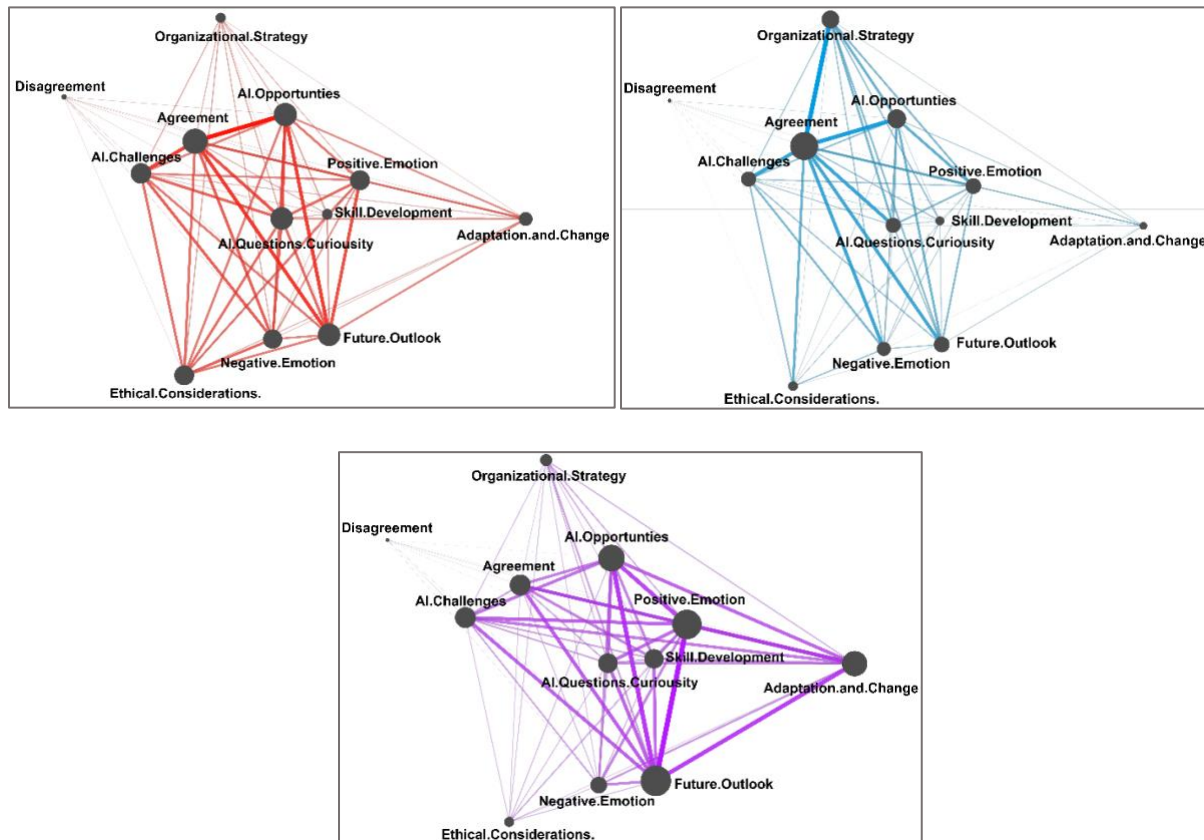 Organizational.Strategy
Disagreement
AI.Opportunties
Agreement
AI.Challenges
Positive.Emotion
Skill.Development
AI.Questions.Curiousity
Adaptation.and.Change
Future.Outlook
Negative.Emotion
Ethical.Considerations.
Organizational.Strategy
Disagreement
AI.Opportunties
Agreement
AI.Challenges
Positive.Emotion
Skill.Development
AI.Questions.Curiousity
Adaptation.and.Change
Future.Outlook
Negative.Emotion
Ethical.Considerations.
Organizational.Strategy
Disagreement
AI.Opportunties
Agreement
AI.Challenges
Positive.Emotion
Skill.Development
AI.Questions.Curiousity
Adaptation.and.Change
Future.Outlook
Negative.Emotion
Ethical.Considerations.